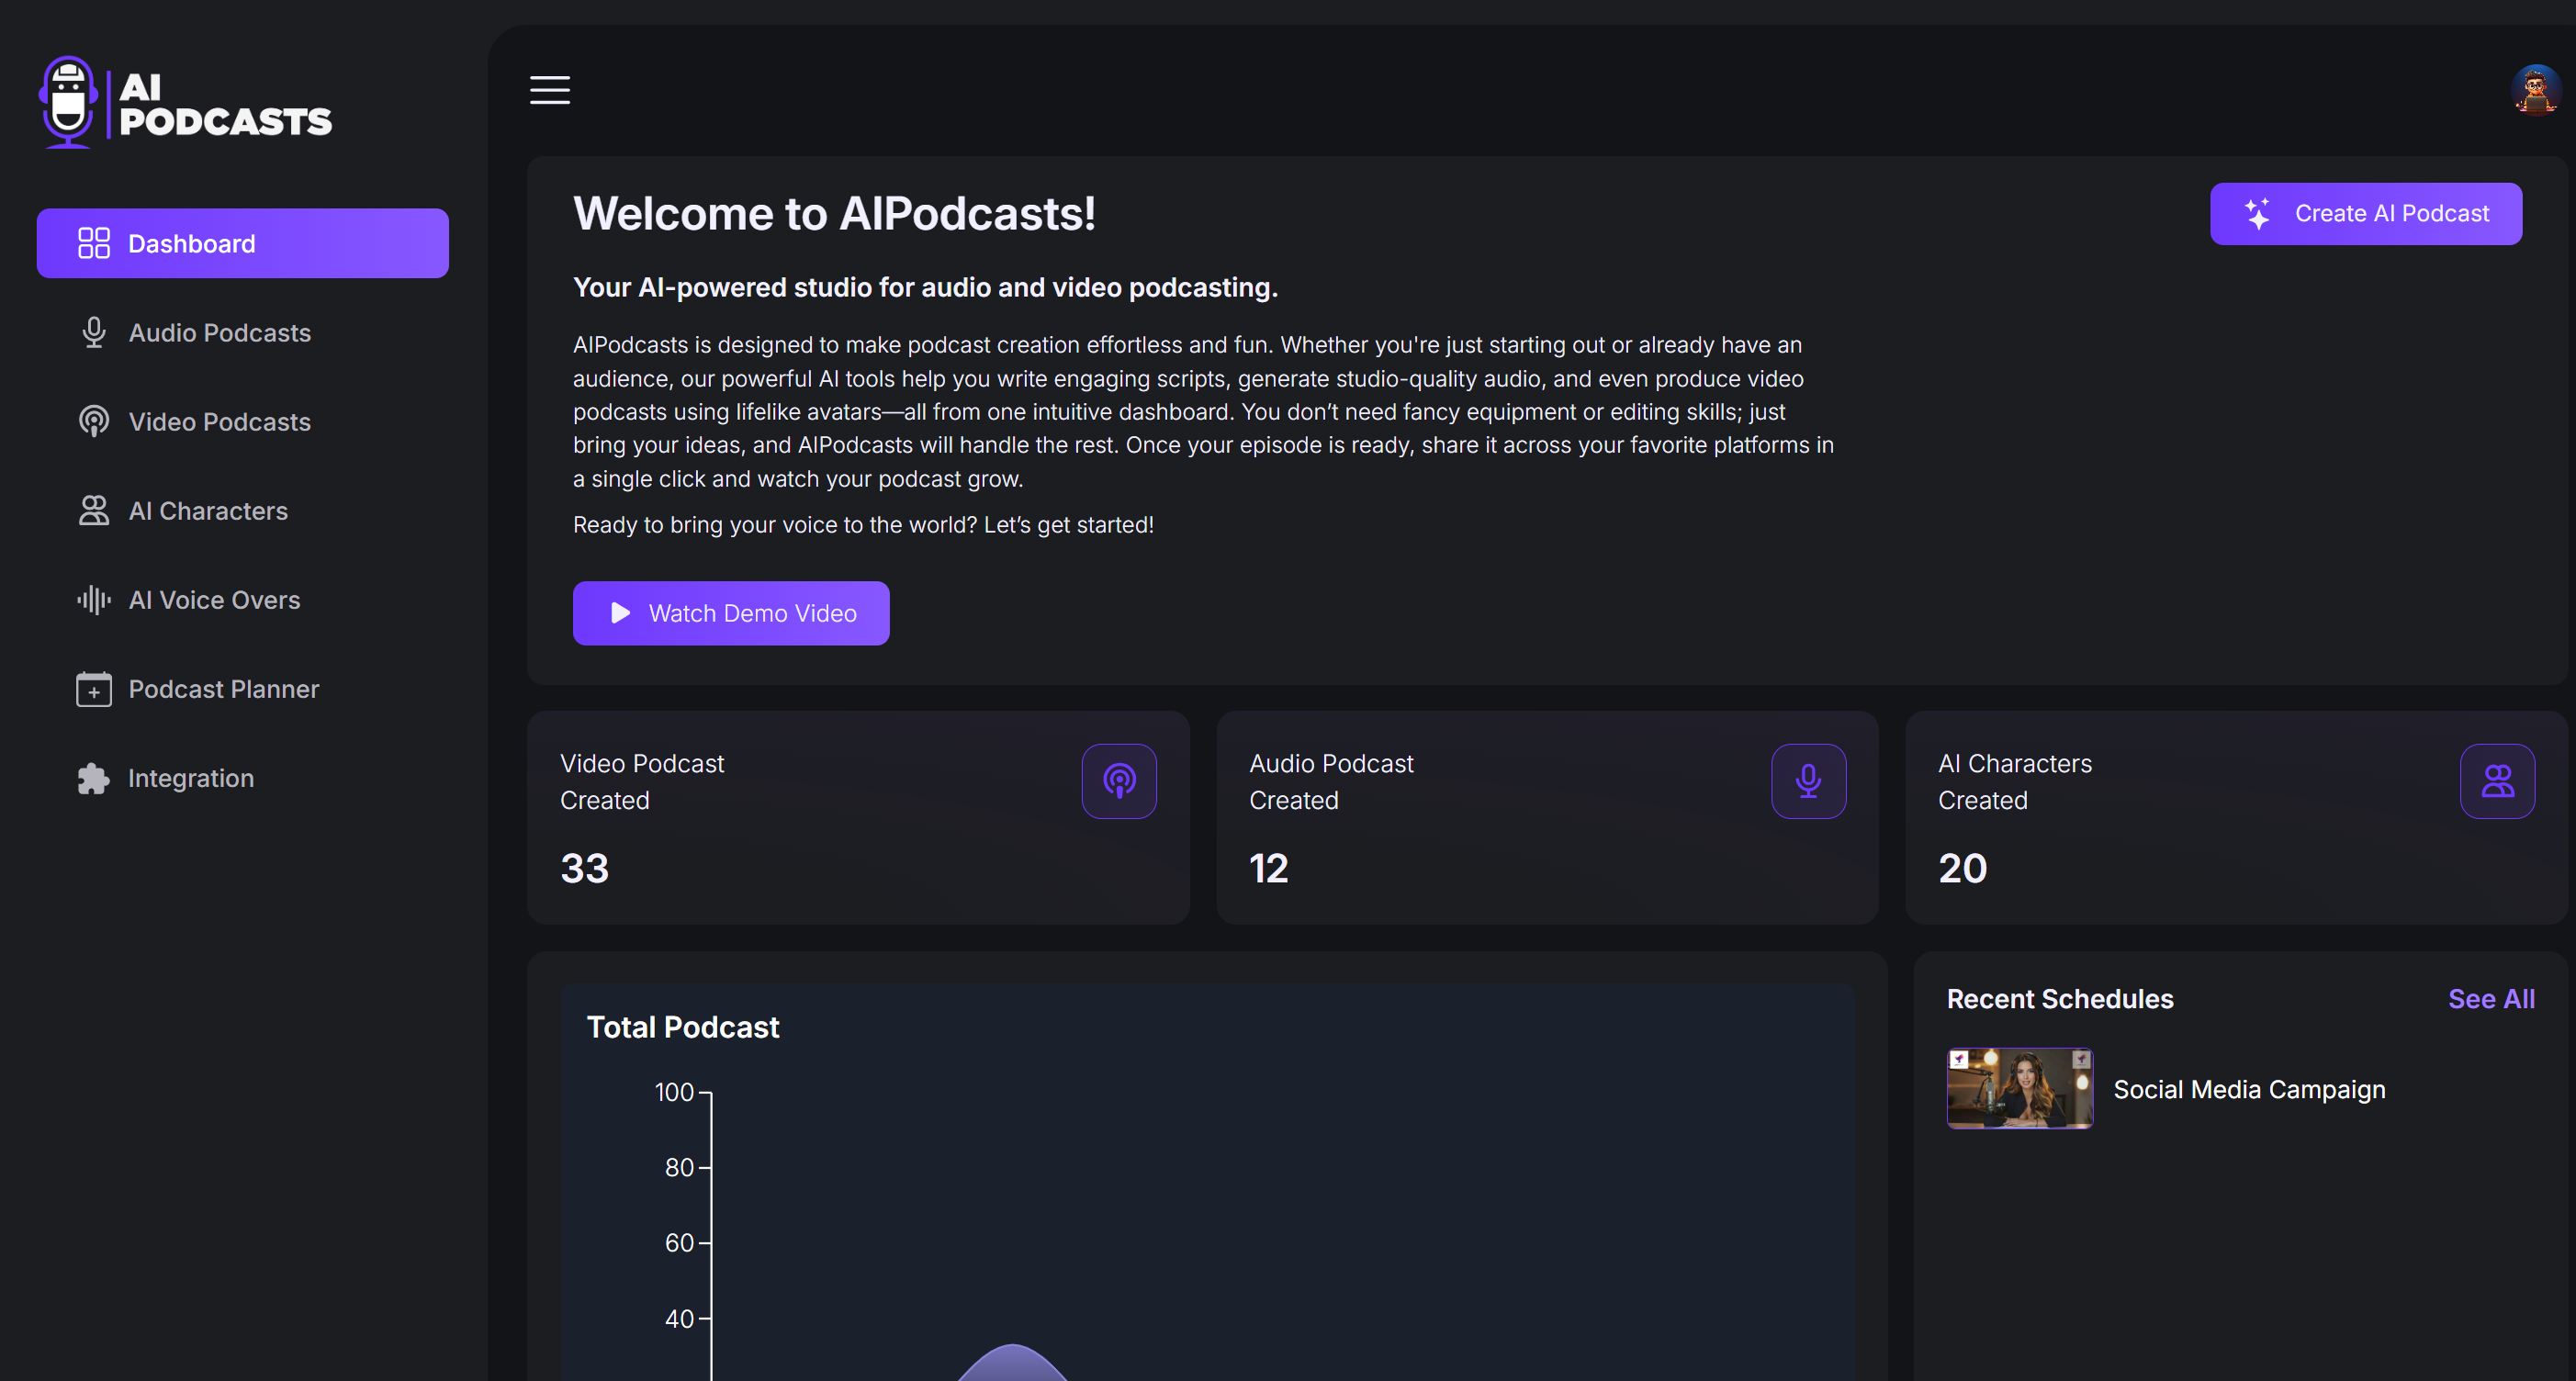 AI
PODCASTS
Dashboard
Audio Podcasts
Video Podcasts
AI Characters
AI Voice Overs
Podcast Planner
Integration
Welcome to AIPodcasts!
Create AI Podcast
Your AI-powered studio for audio and video podcasting.
AIPodcasts is designed to make podcast creation effortless and fun. Whether you're just starting out or already have an
audience, our powerful AI tools help you write engaging scripts, generate studio-quality audio, and even produce video
podcasts using lifelike avatars—all from one intuitive dashboard. You don’t need fancy equipment or editing skills; just
bring your ideas, and AIPodcasts will handle the rest. Once your episode is ready, share it across your favorite platforms in
a single click and watch your podcast grow.
Ready to bring your voice to the world? Let’s get started!
Watch Demo Video
Video Podcast
Created
33
Audio Podcast
Created
12
AI Characters
Created
20
Total Podcast
100
80
60
40
Recent Schedules
See All
Social Media Campaign